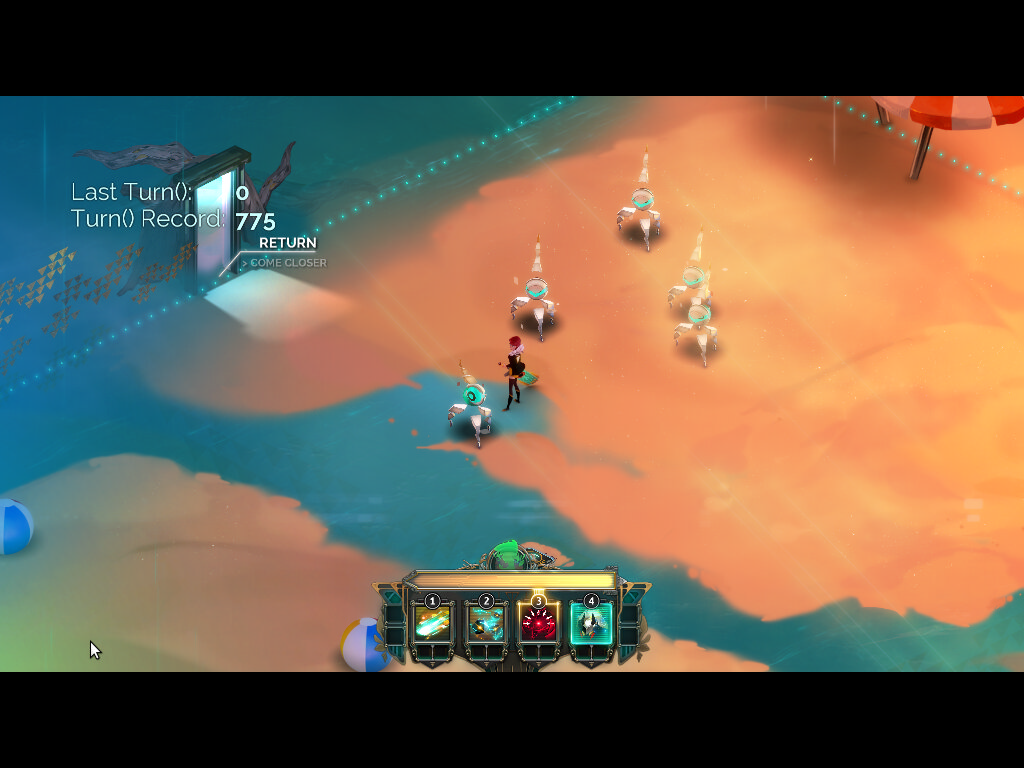 Last Turn(): 0
Turn() Record: 775
RETURN
> COME CLOSER
1 2 3 4